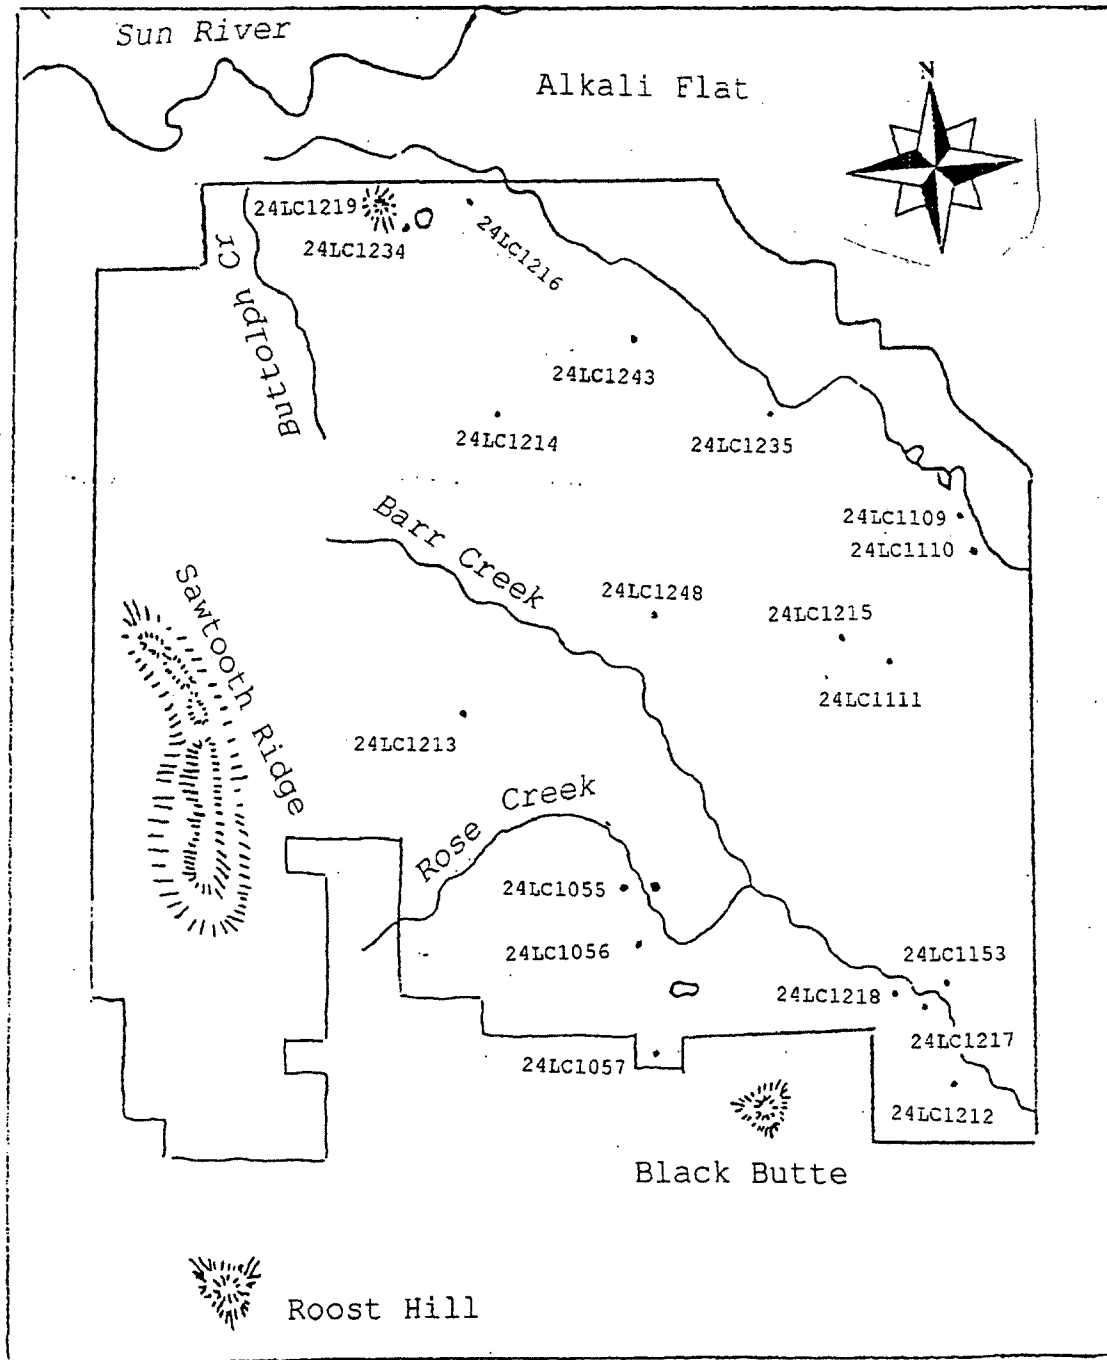 Sun River
Alkali Flat
N
24LC1219
24LC1234
24LC1216
Buttolph Cr
24LC1243
24LC1214
24LC1235
Barr Creek
24LC1109
24LC1110
Sawtooth Ridge
24LC1248
24LC1215
24LC1111
24LC1213
Rose Creek
24LC1055
24LC1056
24LC1153
24LC1218
24LC1217
24LC1057
24LC1212
Black Butte
Roost Hill